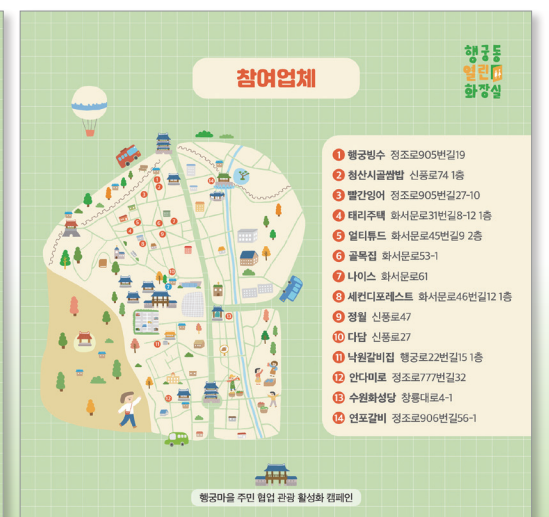 참여업체
행궁동
열린
화장실
1 행궁빙수 정조로905번길19
2 청산시골쌈밥 신풍로74 1층
3 빨간잉어 정조로905번길27-10
4 태리주택 화서문로31번길8-12 1층
5 얼티튜드 화서문로45번길9 2층
6 골목집 화서문로53-1
7 나이스 화서문로61
8 세컨디포레스트 화서문로46번길12 1층
9 정월 신풍로47
10 다담 신풍로27
11 낙원갈비집 행궁로22번길15 1층
12 안다미로 정조로777번길32
13 수원화성당 창룡대로4-1
14 연포갈비 정조로906번길56-1
행궁마을 주민 협업 관광 활성화 캠페인